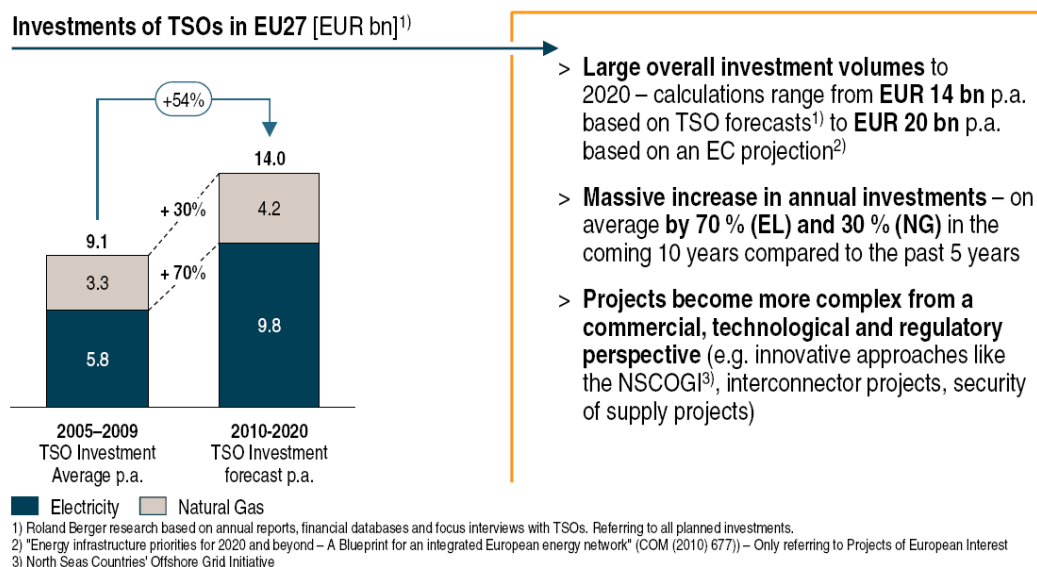 Investments of TSOs in EU27 [EUR bn]1)
+54%
14.0
+ 30%
4.2
9.1
+ 70%
3.3
9.8
5.8
2005–2009
TSO Investment
Average p.a.
2010-2020
TSO Investment
forecast p.a.
Electricity
Natural Gas
> Large overall investment volumes to
2020 – calculations range from EUR 14 bn p.a.
based on TSO forecasts1) to EUR 20 bn p.a.
based on an EC projection2)
> Massive increase in annual investments – on
average by 70 % (EL) and 30 % (NG) in the
coming 10 years compared to the past 5 years
> Projects become more complex from a
commercial, technological and regulatory
perspective (e.g. innovative approaches like
the NSCOGI3), interconnector projects, security
of supply projects)
1) Roland Berger research based on annual reports, financial databases and focus interviews with TSOs. Referring to all planned investments.
2) "Energy infrastructure priorities for 2020 and beyond – A Blueprint for an integrated European energy network" (COM (2010) 677)) – Only referring to Projects of European Interest
3) North Seas Countries' Offshore Grid Initiative